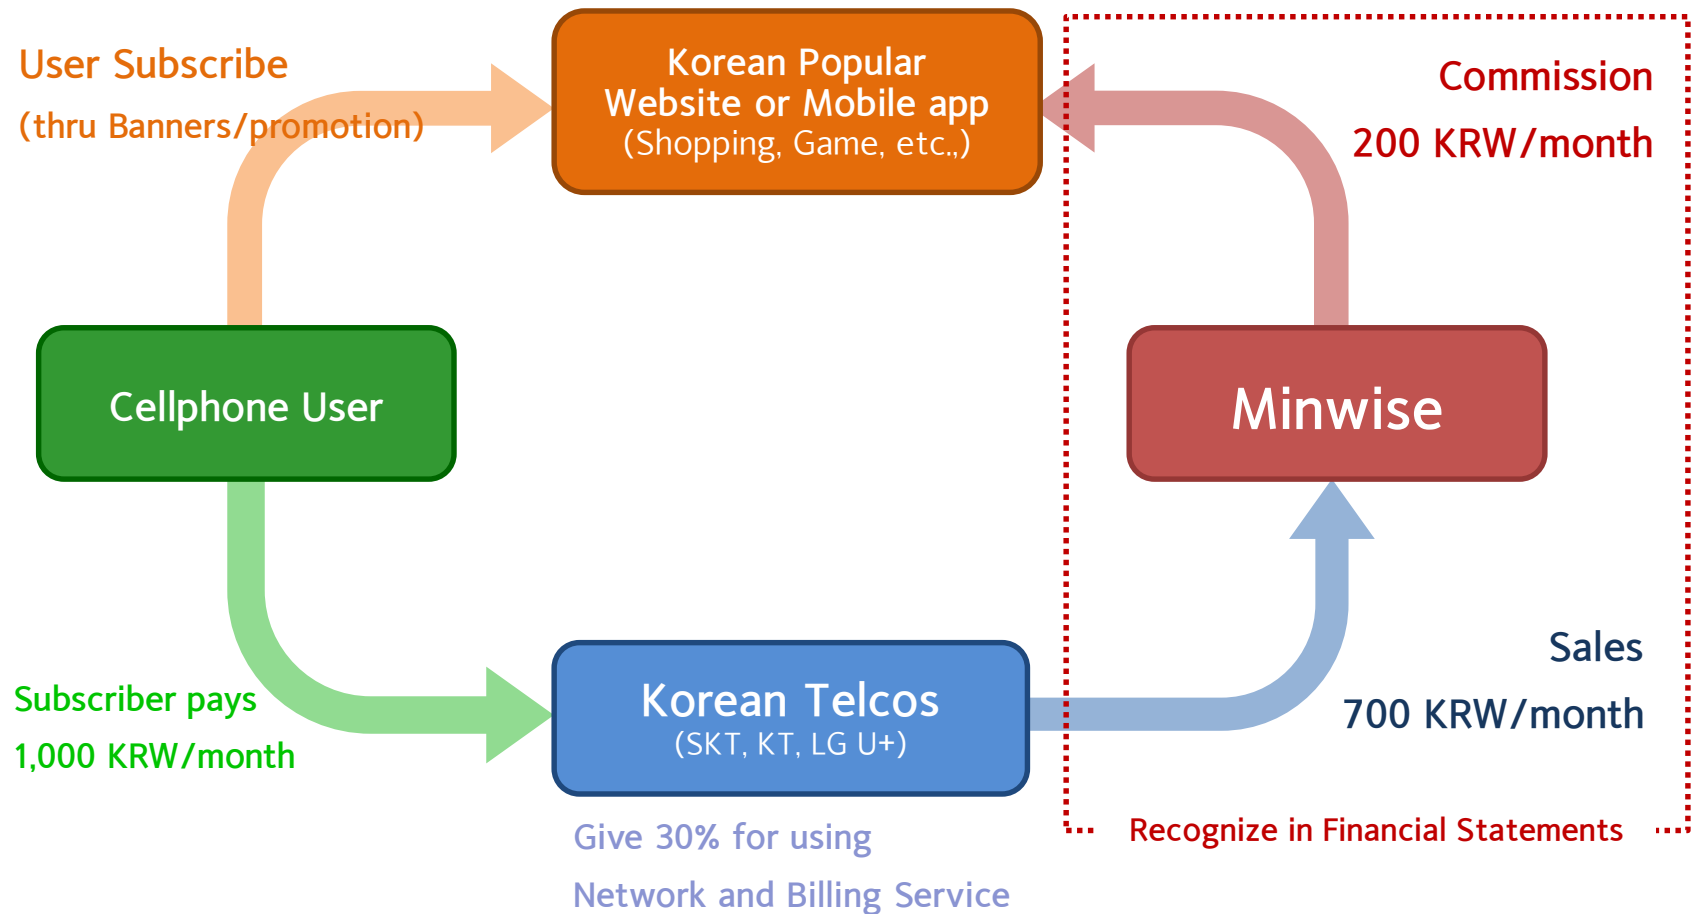 User Subscribe
(thru Banners/promotion)
Korean Popular
Website or Mobile app
(Shopping, Game, etc.,)
Commission
200 KRW/month
Cellphone User
Minwise
Subscriber pays
1,000 KRW/month
Korean Telcos
(SKT, KT, LG U+)
Sales
700 KRW/month
Give 30% for using
Network and Billing Service
Recognize in Financial Statements